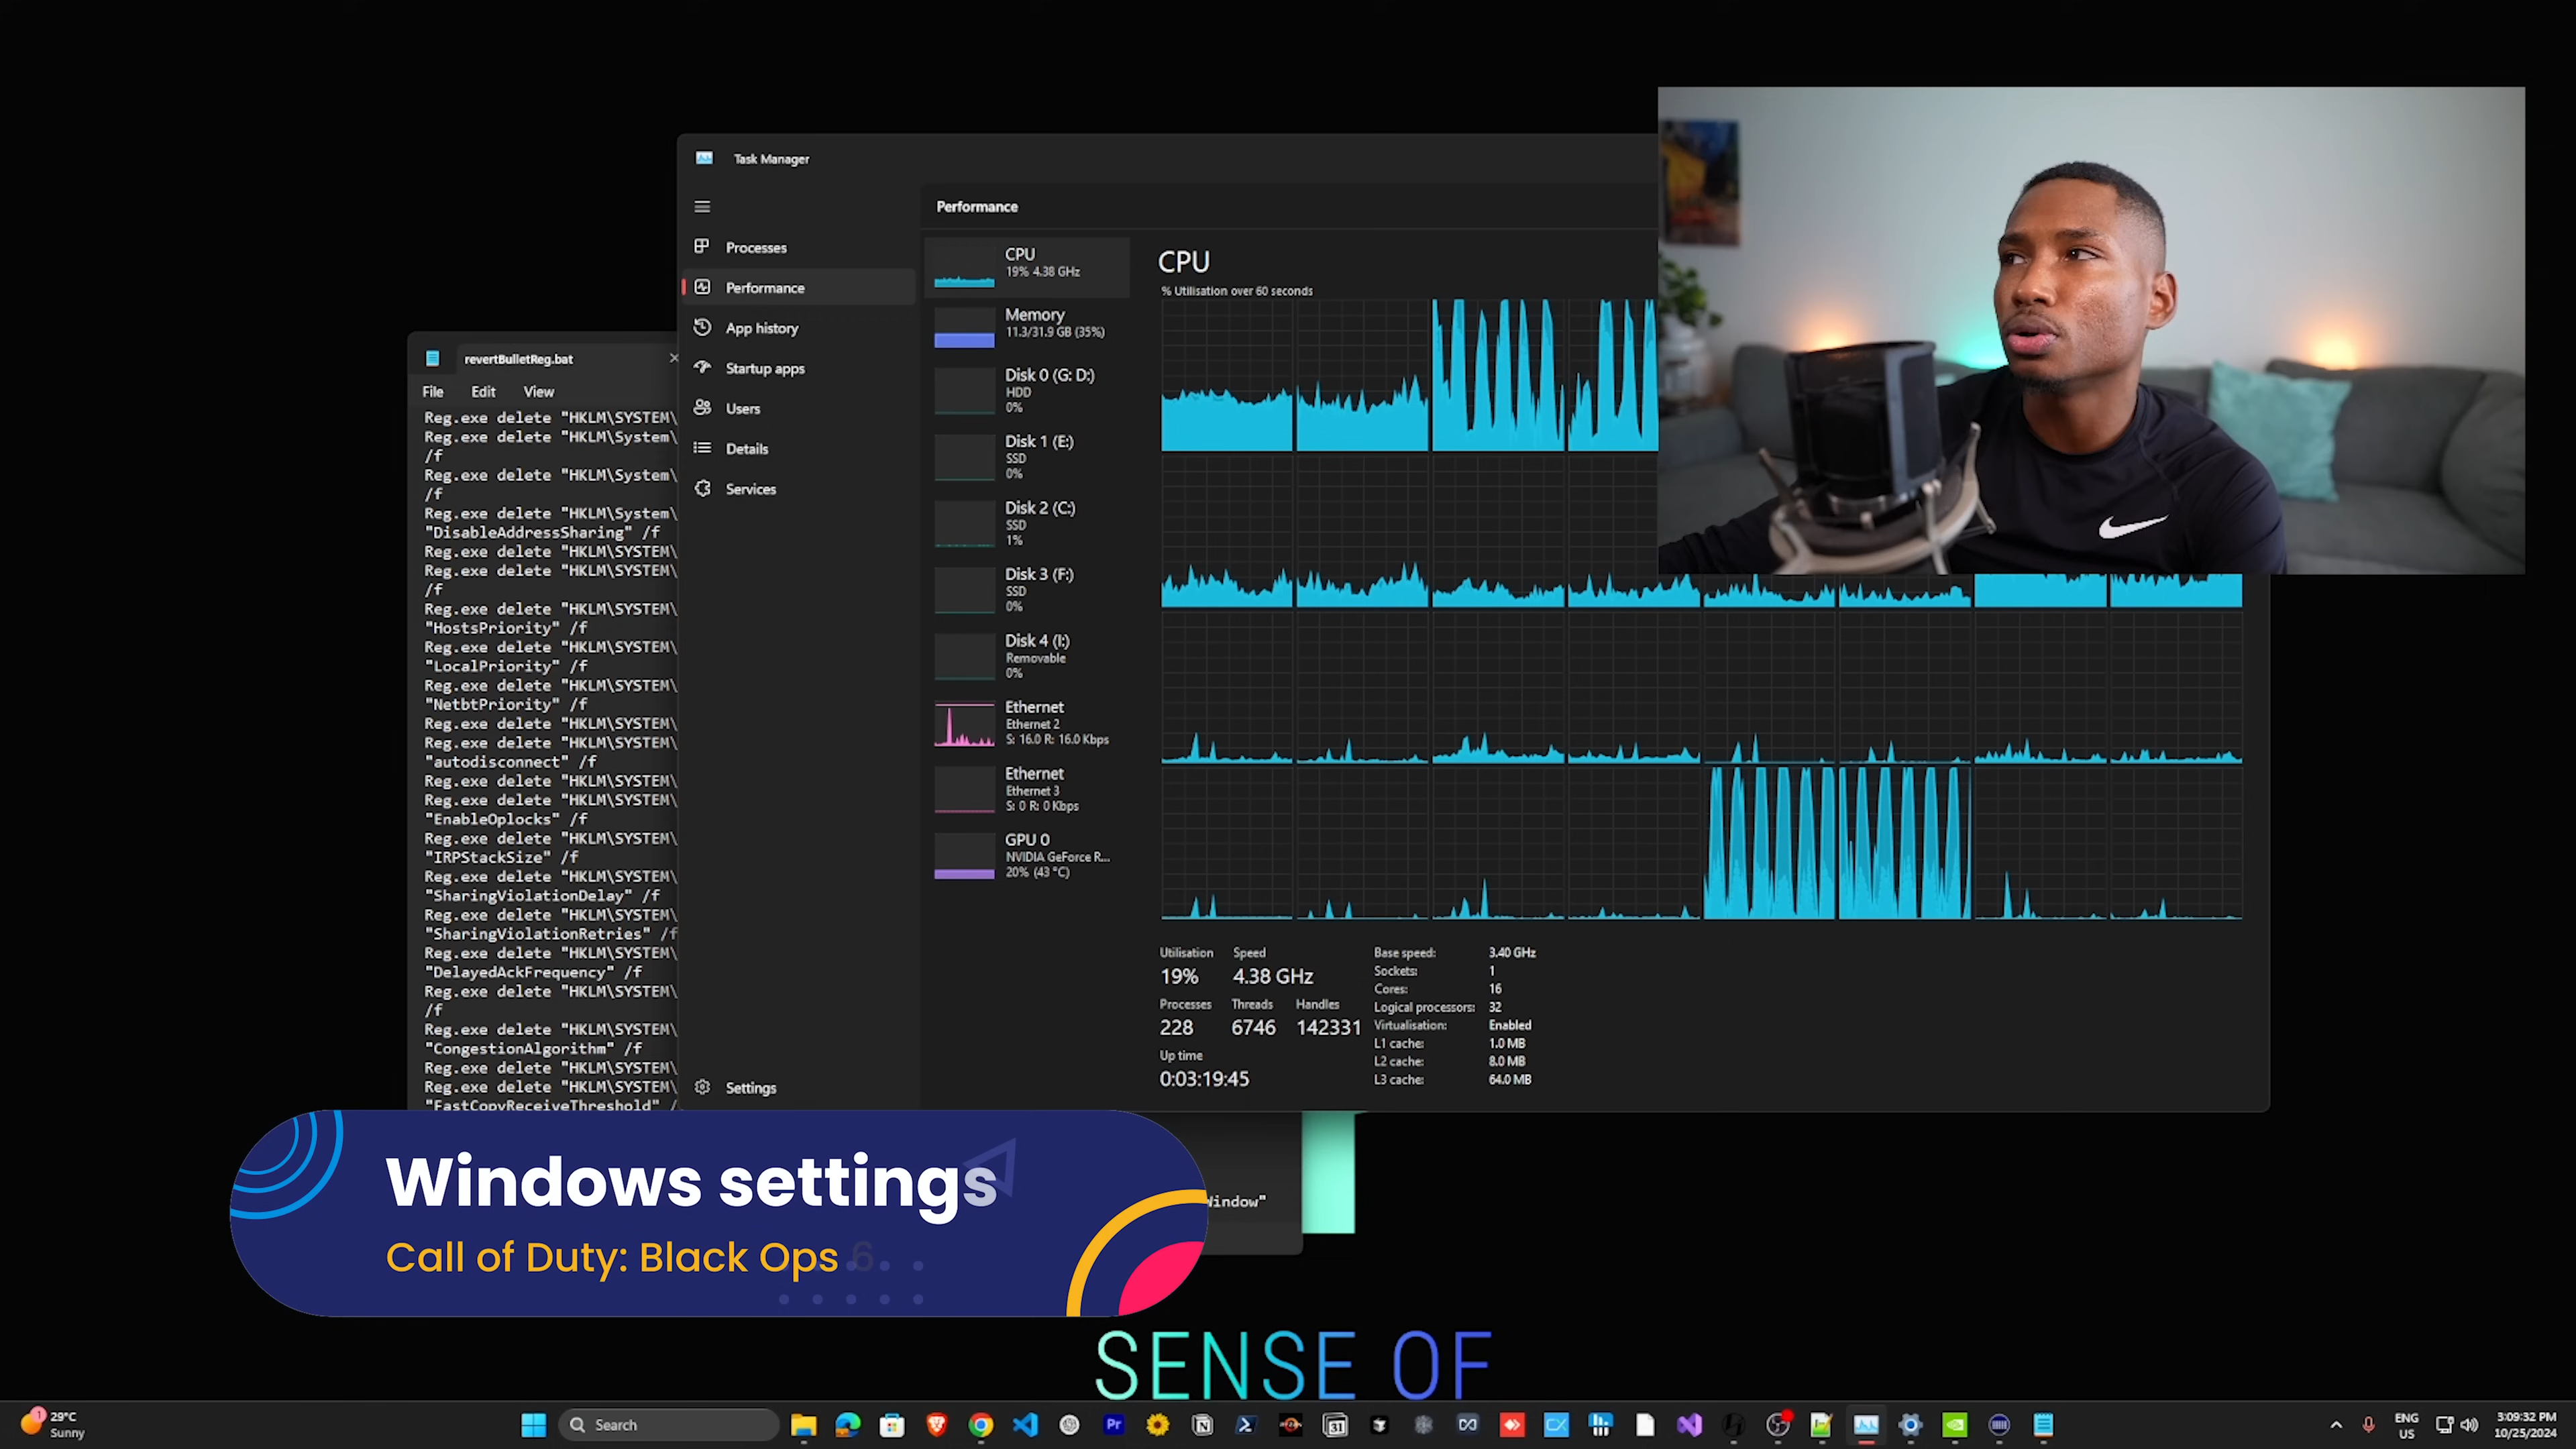 Task Manager
Performance
Processes
Performance
App history
Startup apps
Users
Details
Services
Settings
CPU
19% 4.38 GHz
Memory
11.3/31.9 GB (35%)
Disk 0 (G: D:)
HDD
0%
Disk 1 (E:)
SSD
0%
Disk 2 (C:)
SSD
1%
Disk 3 (F:)
SSD
0%
Disk 4 (I:)
Removable
0%
Ethernet
Ethernet 2
S: 16.0 R: 16.0 Kbps
Ethernet
Ethernet 3
S: 0 R: 0 Kbps
GPU 0
NVIDIA GeForce R...
20% (43 °C)
CPU
% Utilisation over 60 seconds
Utilisation Speed
19% 4.38 GHz
Processes Threads Handles
228 6746 142331
Up time
0:03:19:45
Base speed: 3.40 GHz
Sockets: 1
Cores: 16
Logical processors: 32
Virtualisation: Enabled
L1 cache: 1.0 MB
L2 cache: 8.0 MB
L3 cache: 64.0 MB
revertBulletReg.bat
File Edit View
Reg.exe delete "HKLM\SYSTEM\
Reg.exe delete "HKLM\System\
/f
Reg.exe delete "HKLM\System\
/f
Reg.exe delete "HKLM\System\
"DisableAddressSharing" /f
Reg.exe delete "HKLM\SYSTEM\
Reg.exe delete "HKLM\SYSTEM\
/f
Reg.exe delete "HKLM\SYSTEM\
"HostsPriority" /f
Reg.exe delete "HKLM\SYSTEM\
"LocalPriority" /f
Reg.exe delete "HKLM\SYSTEM\
"NetbtPriority" /f
Reg.exe delete "HKLM\SYSTEM\
Reg.exe delete "HKLM\SYSTEM\
"autodisconnect" /f
Reg.exe delete "HKLM\SYSTEM\
Reg.exe delete "HKLM\SYSTEM\
"EnableOplocks" /f
Reg.exe delete "HKLM\SYSTEM\
"IRPStackSize" /f
Reg.exe delete "HKLM\SYSTEM\
"SharingViolationDelay" /f
Reg.exe delete "HKLM\SYSTEM\
"SharingViolationRetries" /f
Reg.exe delete "HKLM\SYSTEM\
"DelayedAckFrequency" /f
Reg.exe delete "HKLM\SYSTEM\
/f
Reg.exe delete "HKLM\SYSTEM\
"CongestionAlgorithm" /f
Reg.exe delete "HKLM\SYSTEM\
Reg.exe delete "HKLM\SYSTEM\
"FastCopyReceiveThreshold" /
Window"
Windows settings
Call of Duty: Black Ops 6
SENSE OF
1
29°C
Sunny
Search
Pr
31
CX
ENG
US
3:09:32 PM
10/25/2024